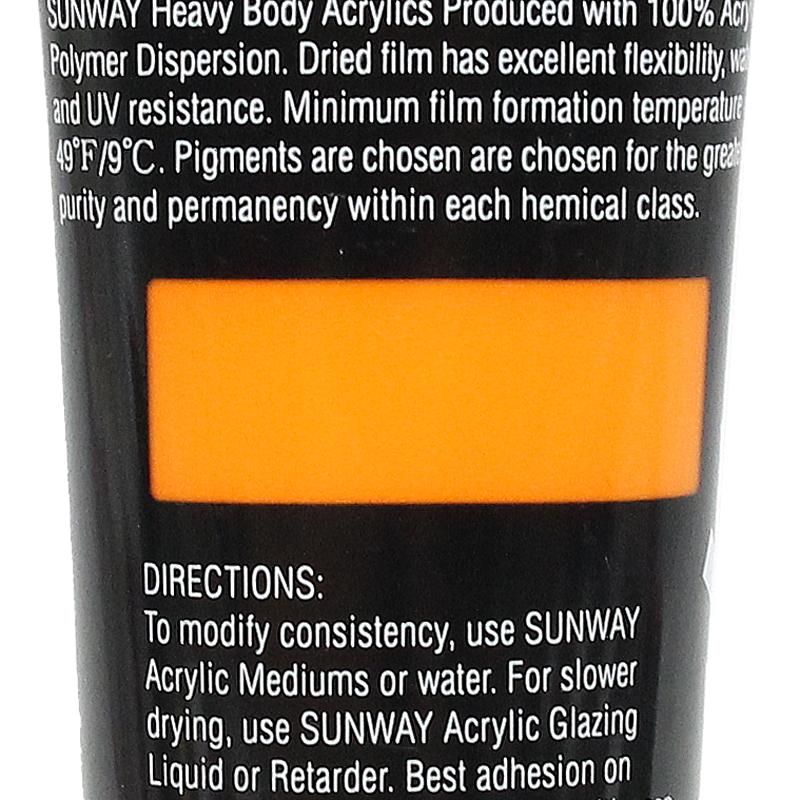 SUNWAY Heavy Body Acrylics Produced with 100%
Polymer Dispersion. Dried film has excellent flexibility,
and UV resistance. Minimum film formation temperature
49°F/9°C. Pigments are chosen are chosen for the
purity and permanency within each hemical class.
DIRECTIONS:
To modify consistency, use SUNWAY
Acrylic Mediums or water. For slower
drying, use SUNWAY Acrylic Glazing
Liquid or Retarder. Best adhesion on